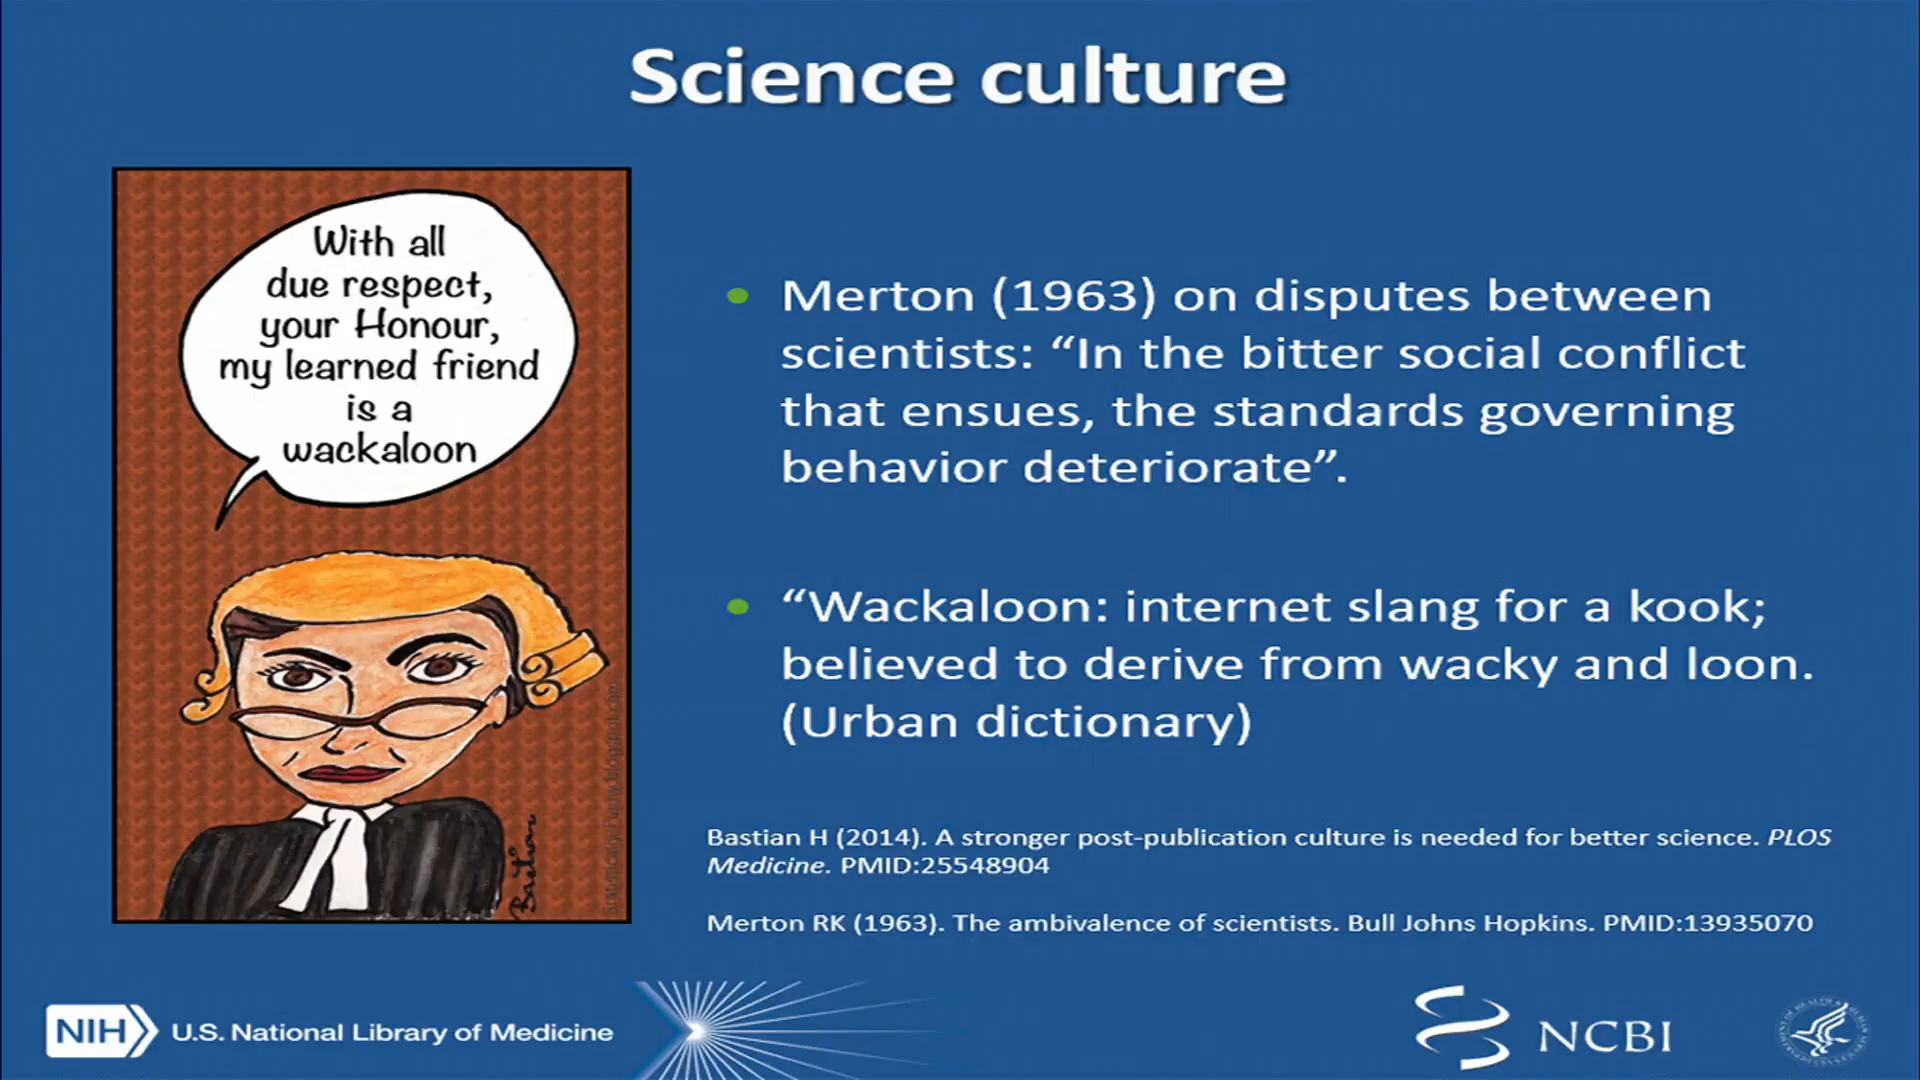 Science culture
With all
due respect,
your Honour,
my learned friend
is a
wackaloon
Bastian
• Merton (1963) on disputes between
scientists: “In the bitter social conflict
that ensues, the standards governing
behavior deteriorate”.
• “Wackaloon: internet slang for a kook;
believed to derive from wacky and loon.
(Urban dictionary)
Bastian H (2014). A stronger post-publication culture is needed for better science. PLOS
Medicine. PMID:25548904
Merton RK (1963). The ambivalence of scientists. Bull Johns Hopkins. PMID:13935070
NIH U.S. National Library of Medicine
NCBI